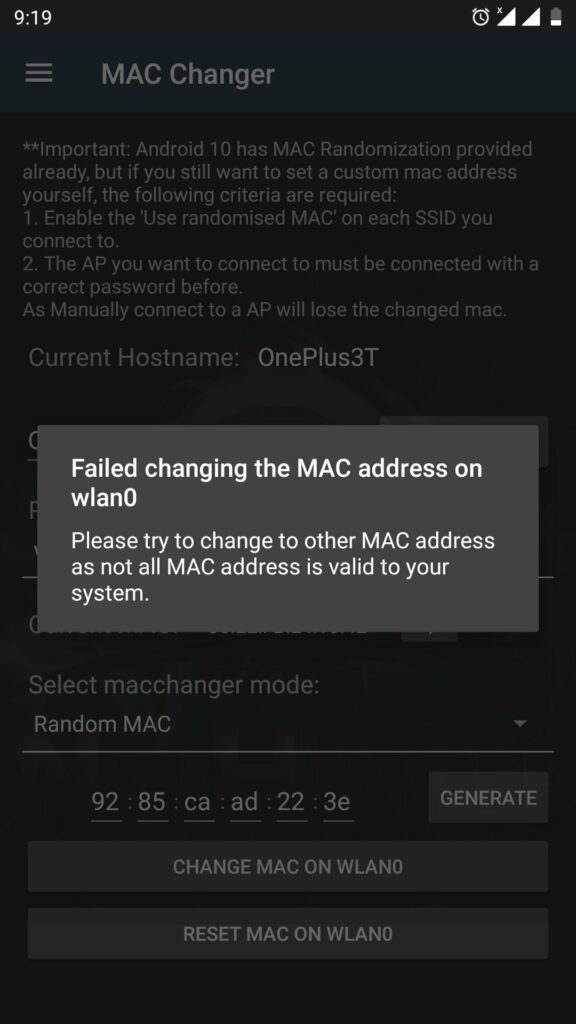 9:19
x
MAC Changer
**Important: Android 10 has MAC Randomization provided
already, but if you still want to set a custom mac address
yourself, the following criteria are required:
1. Enable the 'Use randomised MAC' on each SSID you
connect to.
2. The AP you want to connect to must be connected with a
correct password before.
As Manually connect to a AP will lose the changed mac.
Current Hostname: OnePlus3T
Failed changing the MAC address on
wlan0
Please try to change to other MAC address
as not all MAC address is valid to your
system.
Select macchanger mode:
Random MAC
92 : 85 : ca : ad : 22 : 3e GENERATE
CHANGE MAC ON WLAN0
RESET MAC ON WLAN0